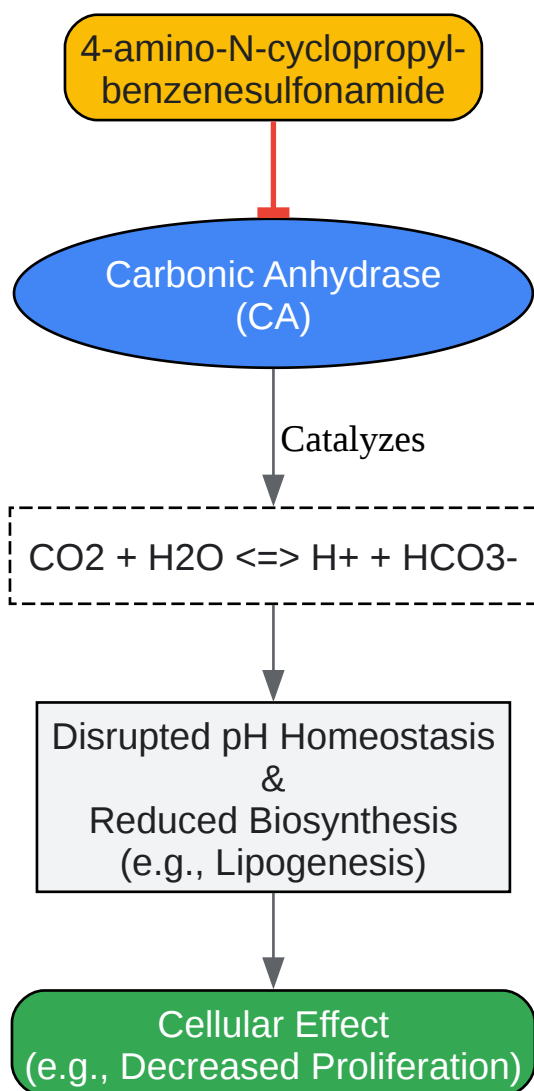 4-amino-N-cyclopropyl-
benzenesulfonamide
Carbonic Anhydrase
(CA)
Catalyzes
CO2 + H2O <=> H+ + HCO3-
Disrupted pH Homeostasis
&
Reduced Biosynthesis
(e.g., Lipogenesis)
Cellular Effect
(e.g., Decreased Proliferation)